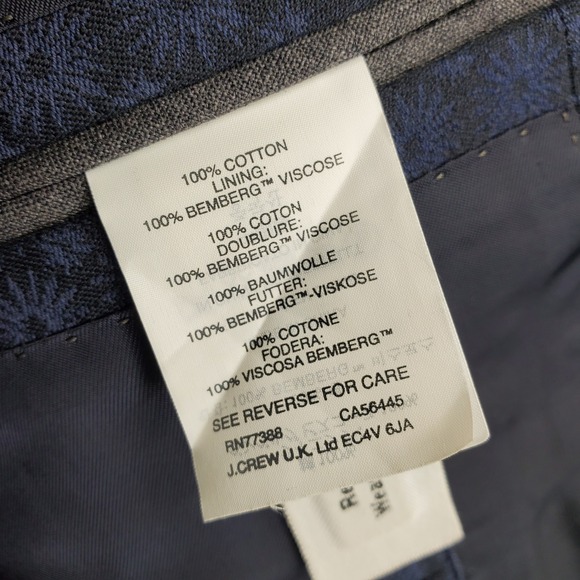 100% COTTON
LINING:
100% BEMBERG™ VISCOSE
100% COTON
DOUBLURE:
100% BEMBERG™ VISCOSE
100% BAUMWOLLE
FUTTER:
100% BEMBERG™-VISKOSE
100% COTONE
FODERA:
100% VISCOSA BEMBERG™
SEE REVERSE FOR CARE
RN77388 CA56445
J.CREW U.K. Ltd EC4V 6JA